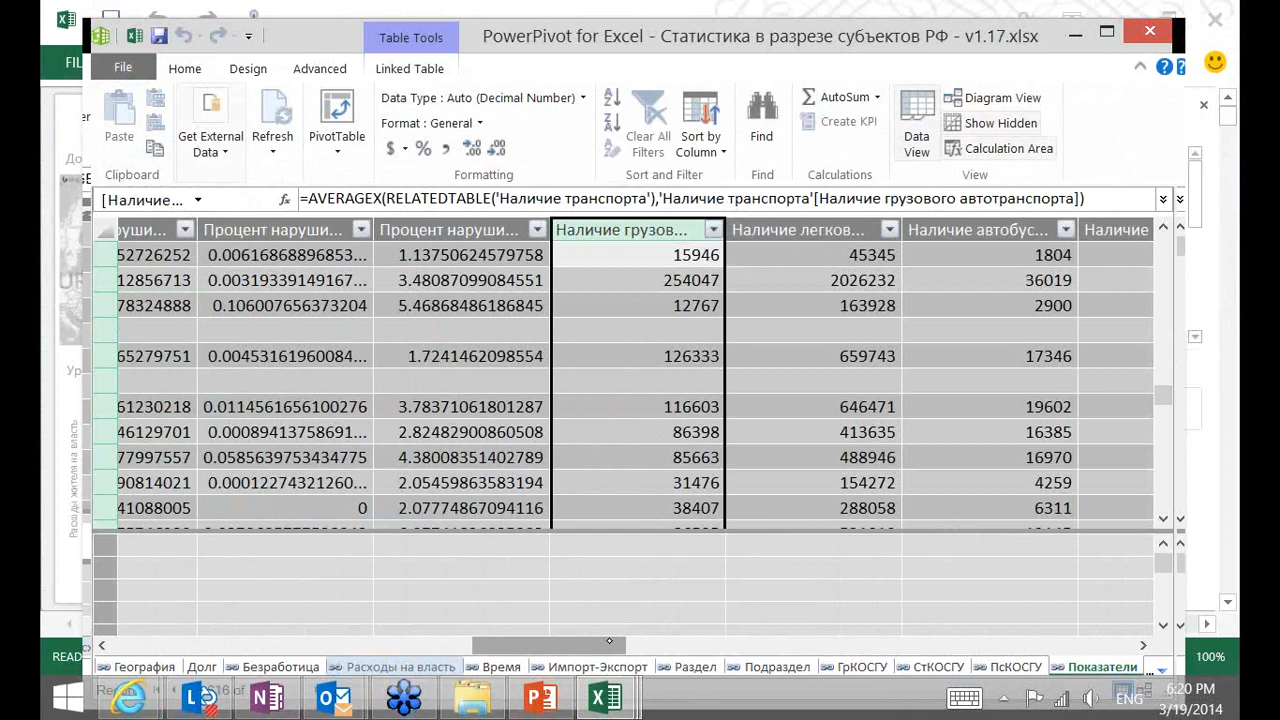 PowerPivot for Excel - Статистика в разрезе субъектов РФ - v1.17.xlsx
Table Tools
File
Home
Design
Advanced
Linked Table
Paste
Clipboard
Get External Data
Refresh
PivotTable
Data Type : Auto (Decimal Number)
Format : General
$ %
Formatting
Clear All Filters
Sort by Column
Sort and Filter
Find
Find
AutoSum
Create KPI
Calculations
Data View
Diagram View
Show Hidden
Calculation Area
View
[Наличие... fx =AVERAGEX(RELATEDTABLE('Наличие транспорта'),'Наличие транспорта'[Наличие грузового автотранспорта])
руши... Процент наруши... Процент наруши... Наличие грузов... Наличие легков... Наличие автобус... Наличие
52726252 0.00616868896853... 1.13750624579758 15946 45345 1804
12856713 0.00319339149167... 3.48087099084551 254047 2026232 36019
78324888 0.106007656373204 5.46868486186845 12767 163928 2900
65279751 0.00453161960084... 1.7241462098554 126333 659743 17346
61230218 0.0114561656100276 3.78371061801287 116603 646471 19602
46129701 0.00089413758691... 2.82482900860508 86398 413635 16385
77997557 0.0585639753434775 4.38008351402789 85663 488946 16970
90814021 0.00012274321260... 2.05459863583194 31476 154272 4259
41088005 0 2.07774867094116 38407 288058 6311
География Долг Безработица Расходы на власть Время Импорт-Экспорт Раздел Подраздел ГрКОСГУ СтКОСГУ ПсКОСГУ Показатели
Расходы жителя на власть
READ
100%
ENG
6:20 PM
3/19/2014